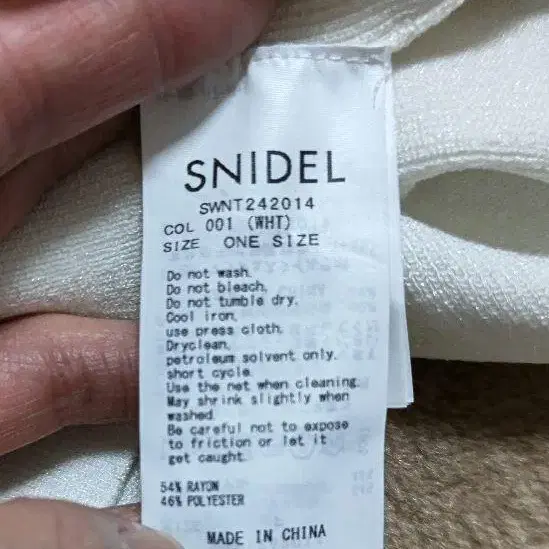 SNIDEL
SWNT242014
COL 001 (WHT)
SIZE ONE SIZE
Do not wash.
Do not bleach.
Do not tumble dry.
Cool iron,
use press cloth.
Dryclean,
petroleum solvent only.
short cycle.
Use the net when cleaning.
May shrink slightly when
washed.
Be careful not to expose
to friction or let it
get caught.
54% RAYON
46% POLYESTER
MADE IN CHINA